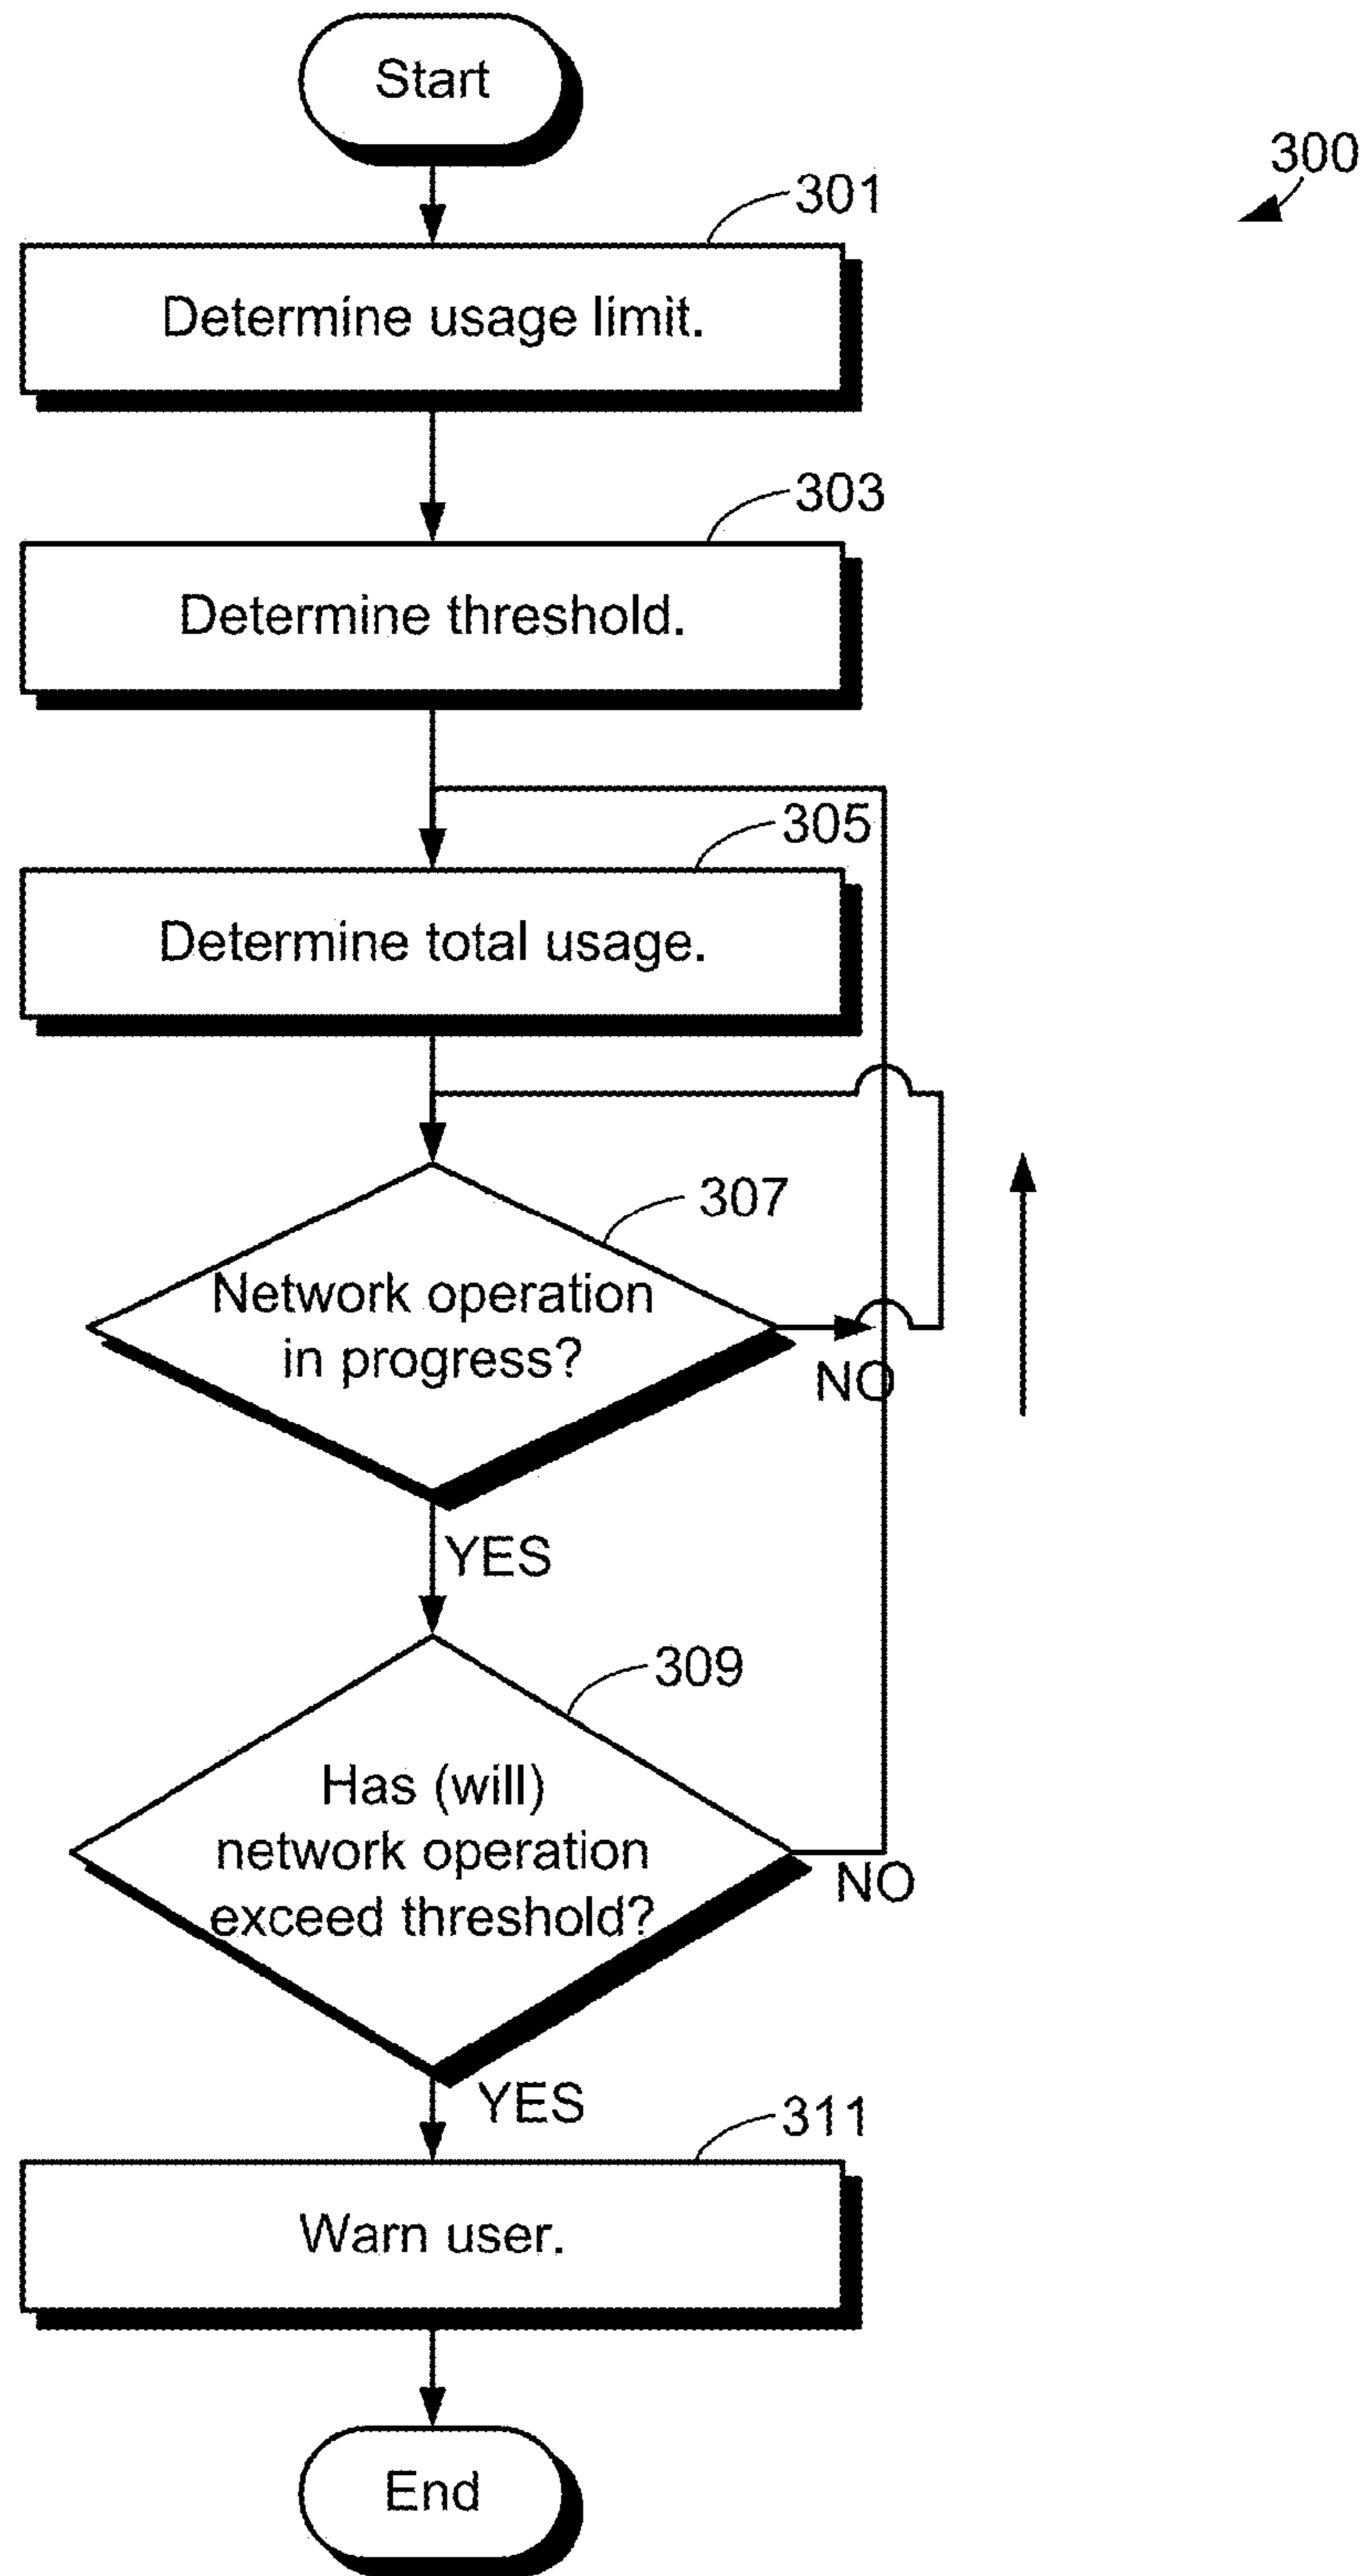 Start
300
301
Determine usage limit.
303
Determine threshold.
305
Determine total usage.
307
Network operation
in progress?
NO
YES
309
Has (will)
network operation
exceed threshold?
NO
YES
311
Warn user.
End